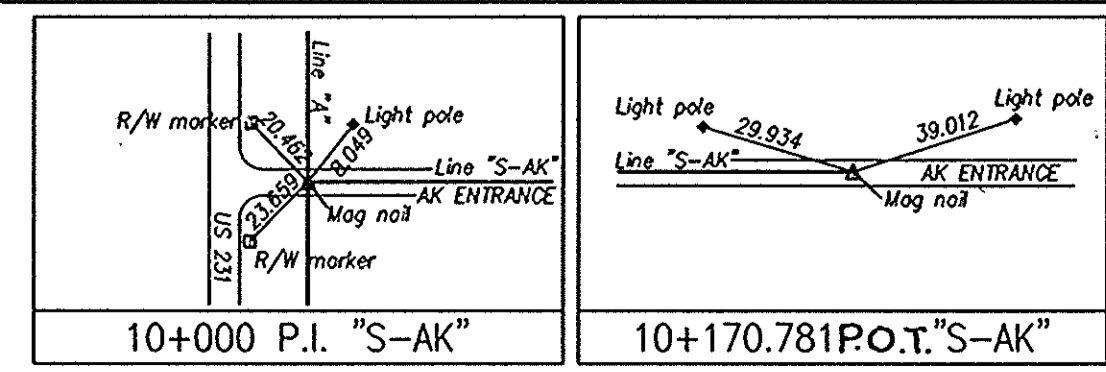 Line "A"
R/W marker
20.462
8.049
Light pole
Line "S-AK"
AK ENTRANCE
23.659
Mag nail
US 231
R/W marker
10+000 P.I. "S-AK"
Light pole
29.934
39.012
Light pole
Line "S-AK"
AK ENTRANCE
Mag nail
10+170.781 P.O.T. "S-AK"